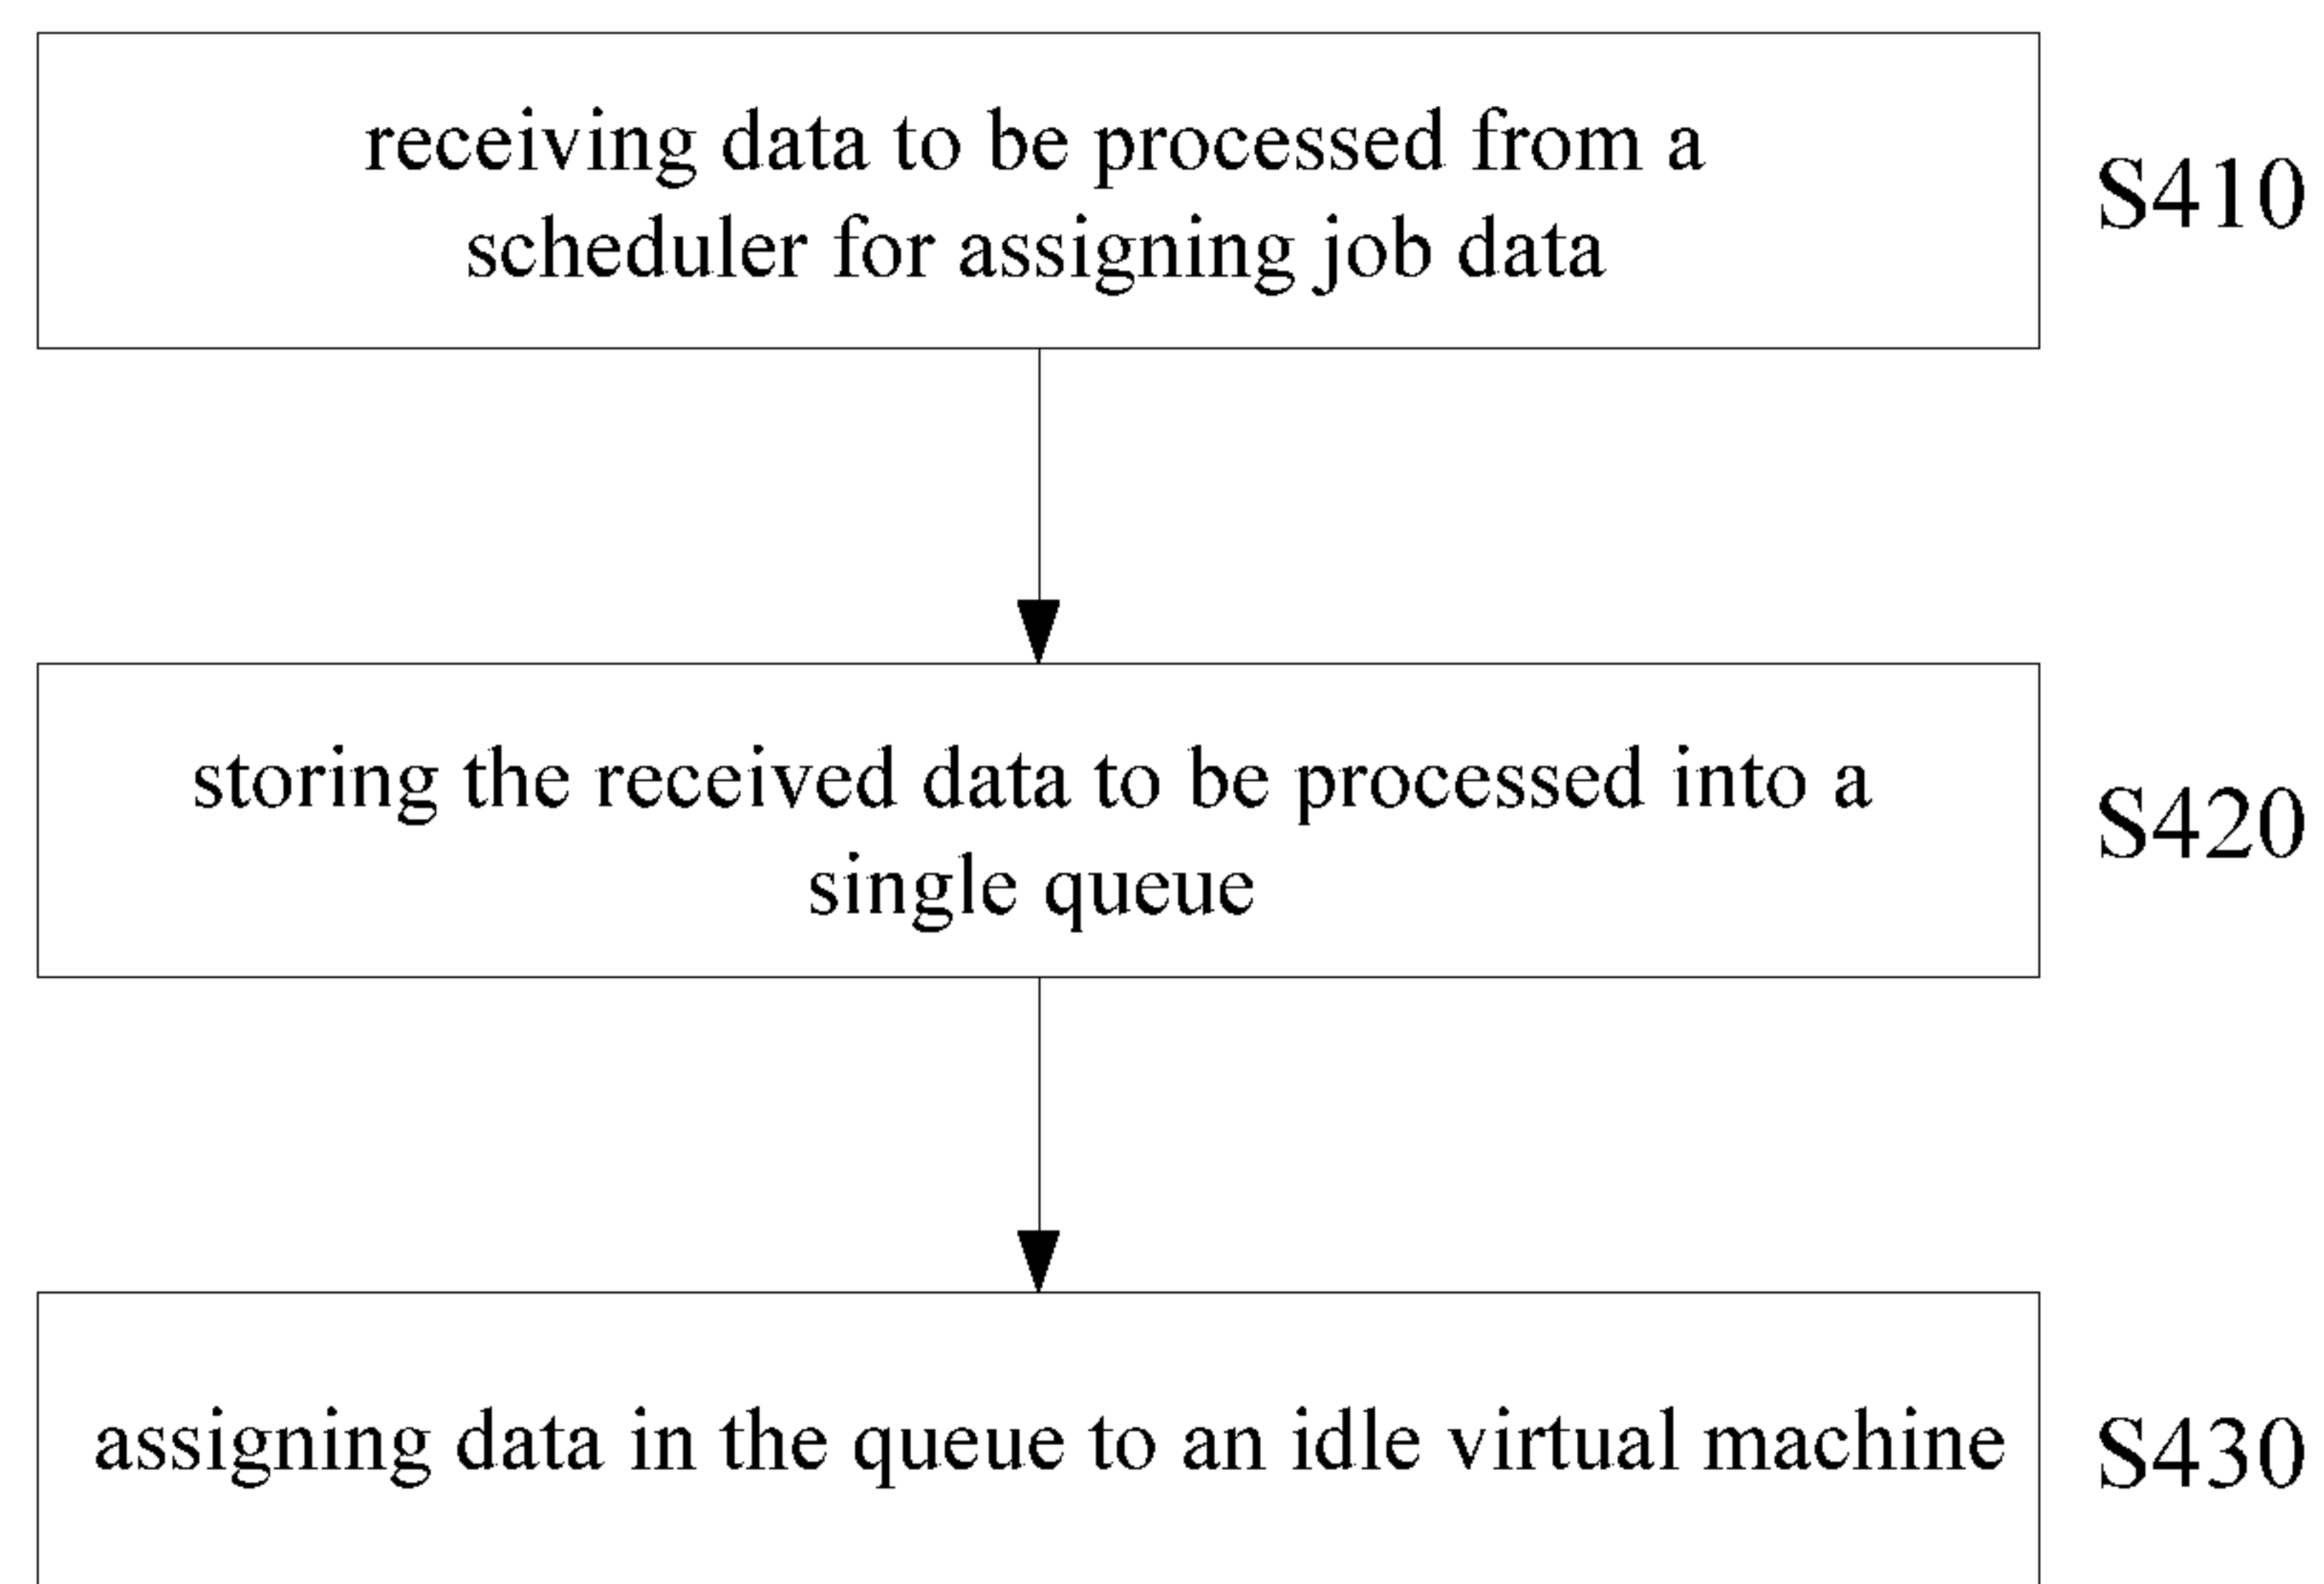 receiving data to be processed from a
scheduler for assigning job data
S410
storing the received data to be processed into a
single queue
S420
assigning data in the queue to an idle virtual machine
S430